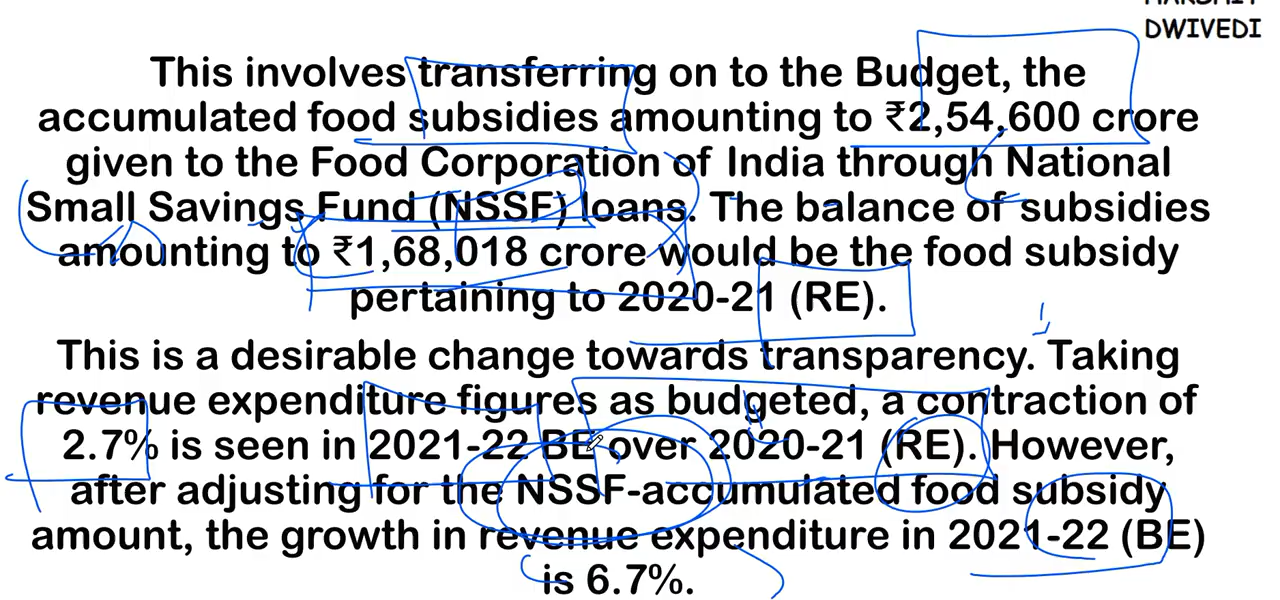 DWIVEDI
This involves transferring on to the Budget, the
accumulated food subsidies amounting to ₹2,54,600 crore
given to the Food Corporation of India through National
Small Savings Fund (NSSF) loans. The balance of subsidies
amounting to ₹1,68,018 crore would be the food subsidy
pertaining to 2020-21 (RE).
This is a desirable change towards transparency. Taking
revenue expenditure figures as budgeted, a contraction of
2.7% is seen in 2021-22 BE over 2020-21 (RE). However,
after adjusting for the NSSF-accumulated food subsidy
amount, the growth in revenue expenditure in 2021-22 (BE)
is 6.7%.